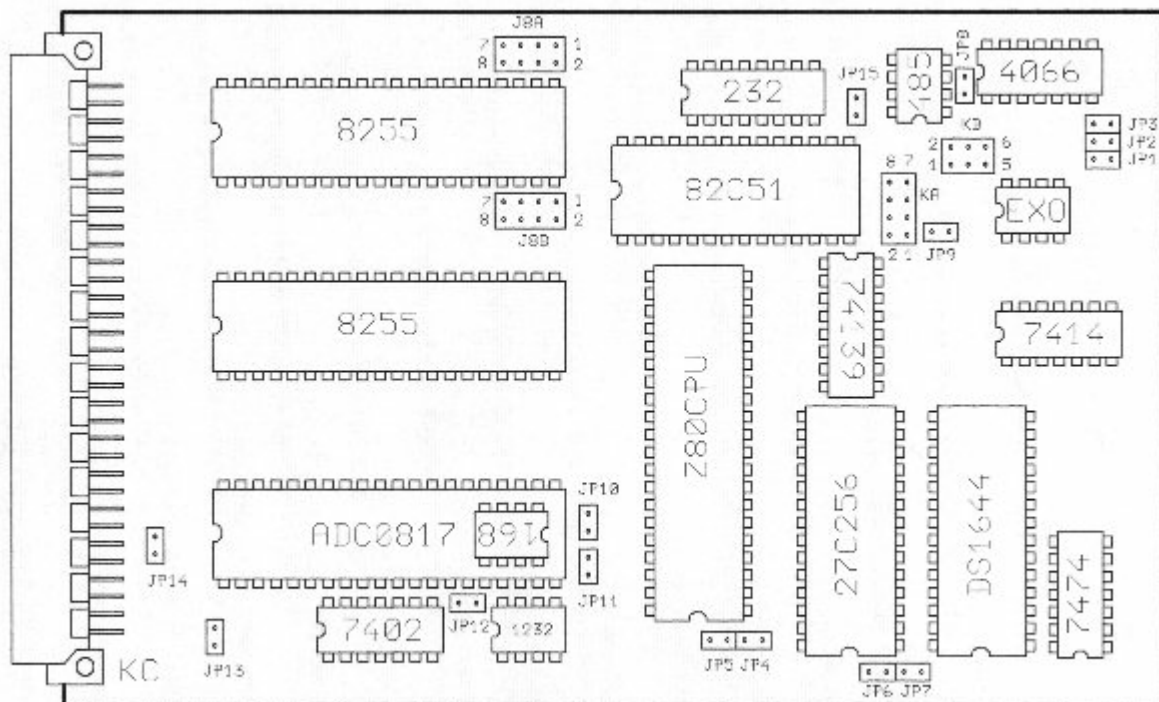 J8A
7 1
8 2
8255
7 1
8 2
J8B
8255
ADC0817
168
JP10
JP11
JP14
7402
JP12
1232
JP13
KC
232
JP15
485
JP8
4066
KB
2 6
1 5
JP3
JP2
JP1
82C51
8 7
KA
2 1
JP9
EXO
74139
7414
Z80CPU
27C256
DS1644
7474
JP5 JP4
JP6 JP7